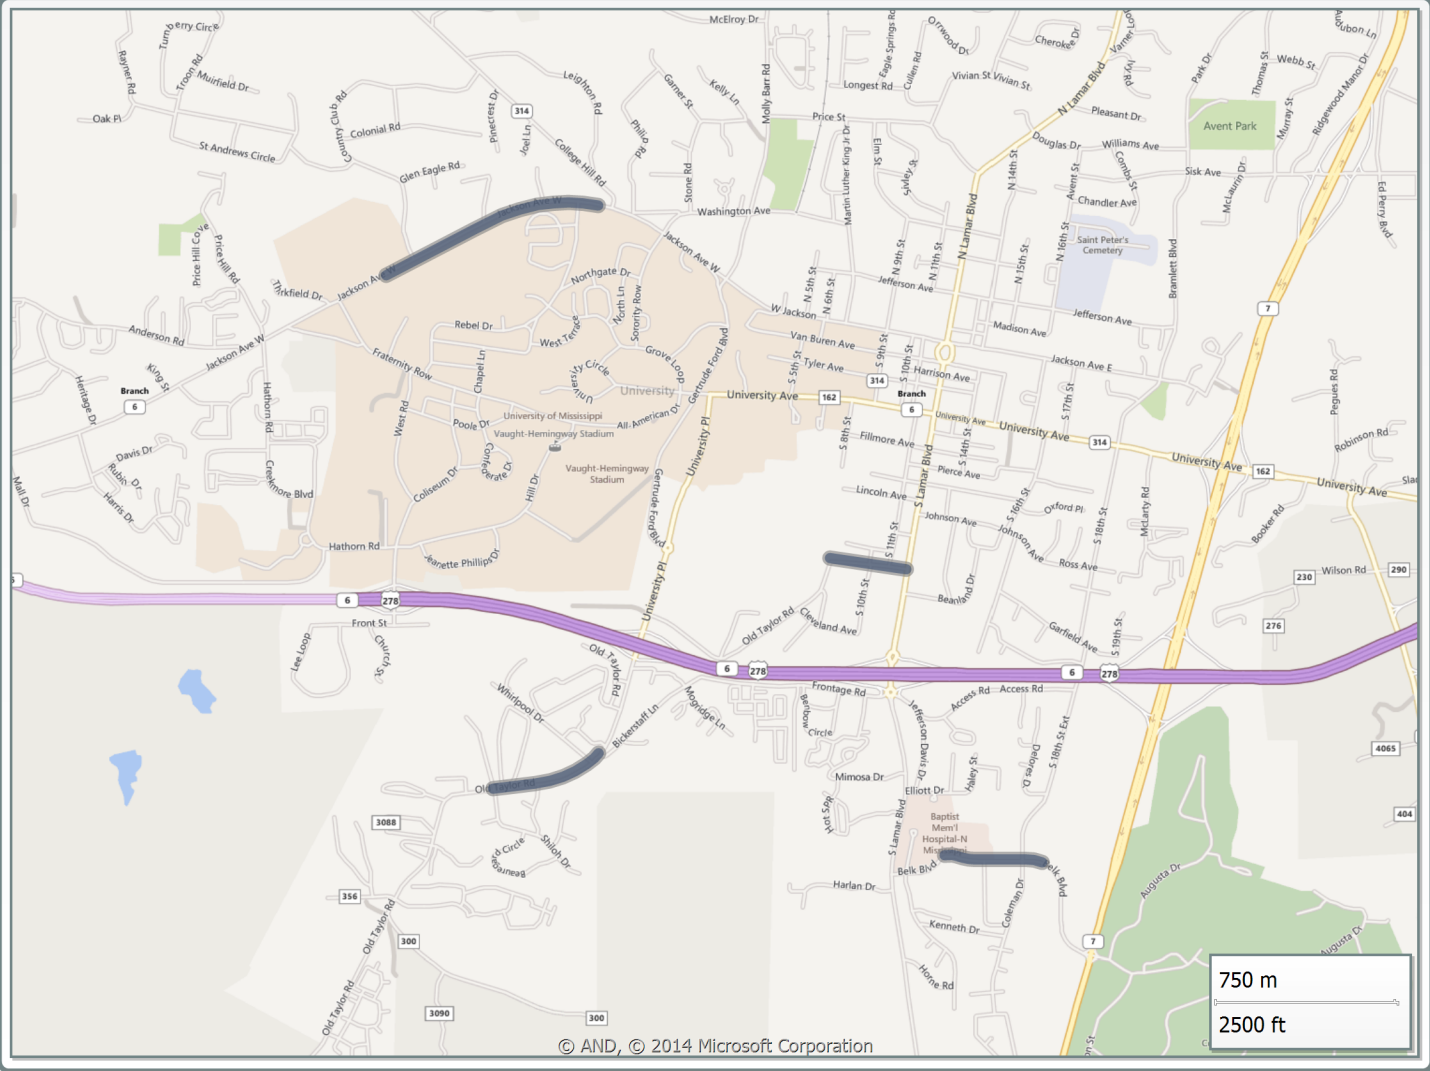 McElroy Dr
Turnberry Circle
Rayner Rd
Troon Rd
Muirfield Dr
Oak Pl
St Andrews Circle
Country Club Rd
Colonial Rd
Glen Eagle Rd
Pinecrest Dr
314
Joel Ln
College Hill Rd
Leighton Rd
Philip Rd
Garner St
Kelly Ln
Molly Barr Rd
Stone Rd
Washington Ave
Price St
Longest Rd
Eagle Springs Rd
Cullen Rd
Orrwood Dr
Cherokee Dr
Vivian St
Vivian St
N Lamar Blvd
Varner Lo
Ivy Rd
Pleasant Dr
Park Dr
Thomas St
Webb St
Audubon Ln
Murray St
Ridgewood Manor Dr
Avent Park
Douglas Dr
Williams Ave
Combs St
Avent St
Sisk Ave
McLaurin Dr
Ed Perry Blvd
Chandler Ave
Saint Peter's
Cemetery
N 14th St
N 15th St
N 16th St
Bramlett Blvd
Martin Luther King Jr Dr
Elm St
Sivley St
N Lamar Blvd
N 9th St
N 11th St
N 5th St
N 6th St
Jefferson Ave
Jefferson Ave
Madison Ave
Jackson Ave E
7
Price Hill Cove
Price Hill Rd
Thirkfield Dr
Jackson Ave W
Jackson Ave W
Jackson Ave W
Jackson Ave W
W Jackson
Van Buren Ave
Tyler Ave
Harrison Ave
S 5th St
S 9th St
S 10th St
314
Branch
6
Northgate Dr
North Ln
Sorority Row
Rebel Dr
West Terrace
University Circle
Grove Loop
Gertrude Ford Blvd
Fraternity Row
Chapel Ln
University
University Ave
162
University Ave
University Ave
314
University Ave
162
University Ave
Anderson Rd
King St
Branch
6
Heritage Dr
Hathorn Rd
West Rd
Poole Dr
University of Mississippi
Vaught-Hemingway Stadium
All-American Dr
Vaught-Hemingway
Stadium
Confederate Dr
Coliseum Dr
Hill Dr
University Pl
Gertrude Ford Blvd
Davis Dr
Rubin Dr
Harris Dr
Mall Dr
Creekmore Blvd
Hathorn Rd
Jeanette Phillips Dr
S 8th St
Fillmore Ave
S 14th St
S 17th St
Pierce Ave
Lincoln Ave
S Lamar Blvd
Johnson Ave
Johnson Ave
S 16th St
Oxford Pl
S 18th St
McLarty Rd
Ross Ave
Booker Rd
Pegues Rd
Robinson Rd
Wilson Rd
230
290
276
S 11th St
S 10th St
Beanland Dr
Garfield Ave
S 19th St
6
278
Front St
Lee Loop
Church St
University Pl
Old Taylor Rd
Cleveland Ave
Old Taylor Rd
6
278
6
278
Frontage Rd
Access Rd
Access Rd
Whirlpool Dr
Bickerstaff Ln
Mogridge Ln
Benbow
Circle
Jefferson Davis Dr
S 18th St Ext
Delores D
Haley St
Mimosa Dr
Elliott Dr
Old Taylor Rd
3088
Shiloh Dr
Beauregard Circle
S Lamar Blvd
Baptist
Mem'l
Hospital-N
Mississippi
Belk Blvd
Belk Blvd
Harlan Dr
Coleman Dr
Kenneth Dr
Horne Rd
356
300
Old Taylor Rd
Old Taylor Rd
3090
300
4065
404
Augusta Dr
Augusta Dr
7
750 m
2500 ft
© AND, © 2014 Microsoft Corporation